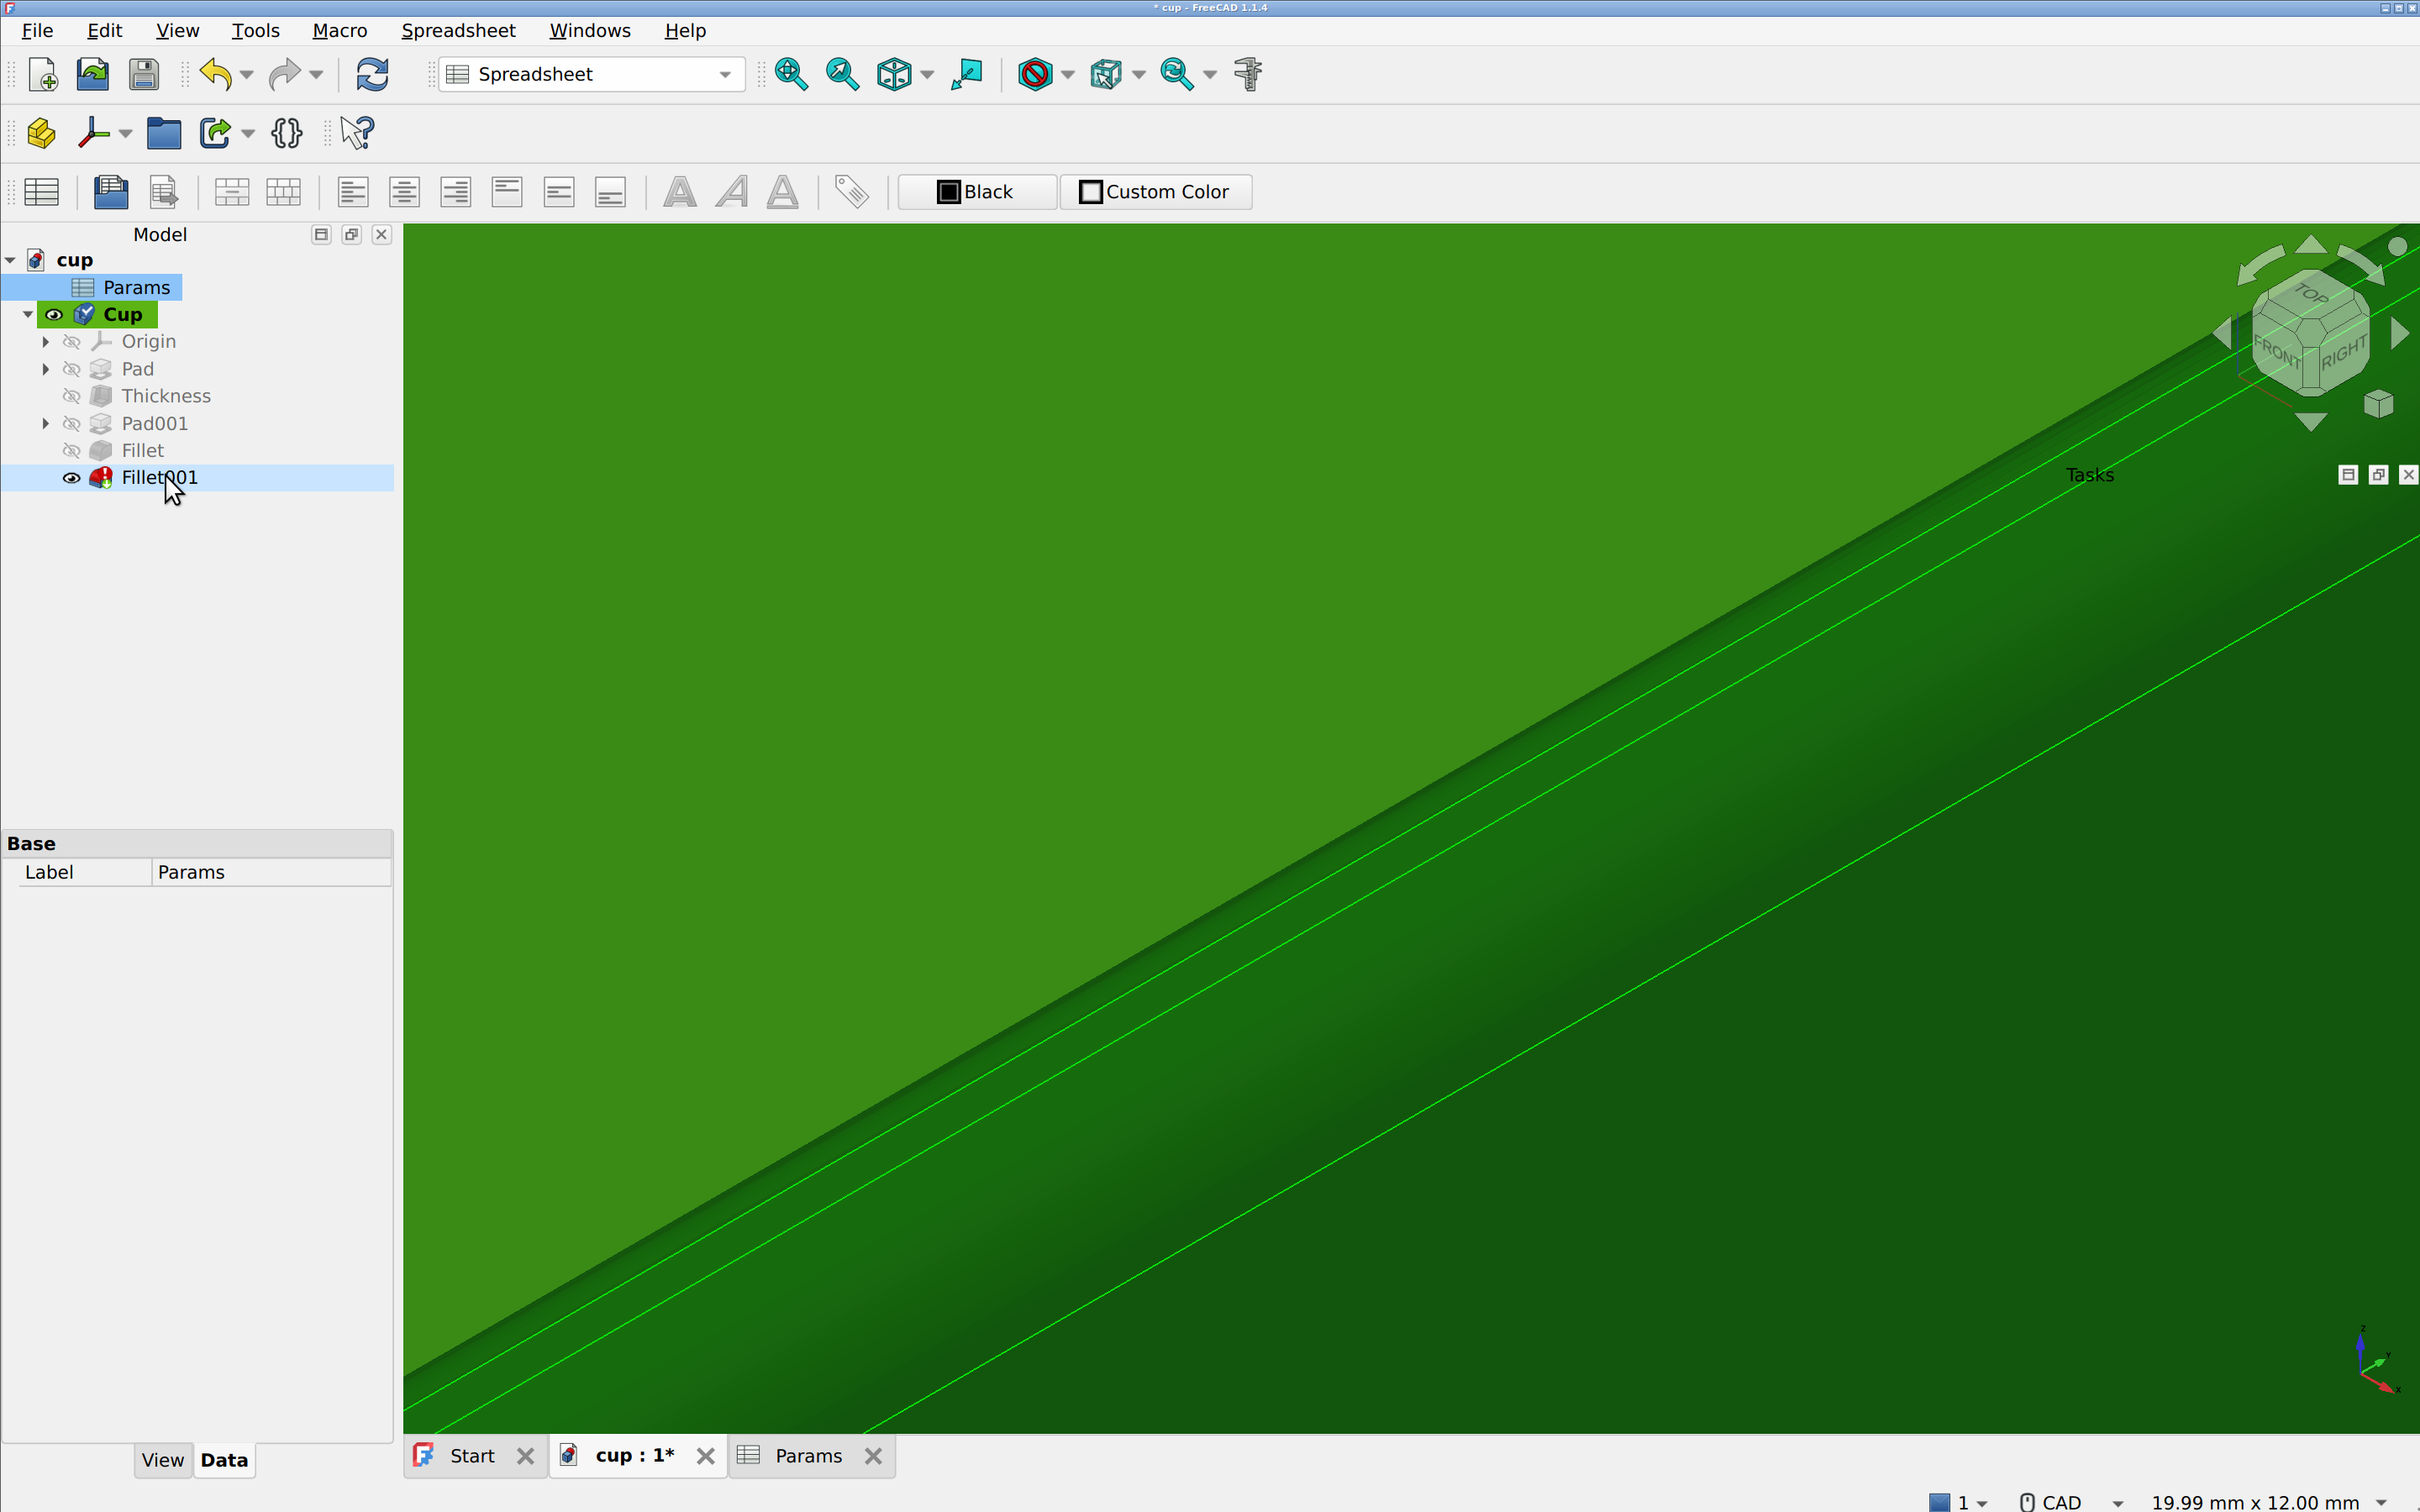 * cup - FreeCAD 1.1.4
File Edit View Tools Macro Spreadsheet Windows Help
Spreadsheet
Black Custom Color
Model
cup
Params
Cup
Origin
Pad
Thickness
Pad001
Fillet
Fillet001
Base
Label Params
View Data
TOP
FRONT RIGHT
Tasks
z
y
x
Start cup : 1* Params
1 CAD 19.99 mm x 12.00 mm